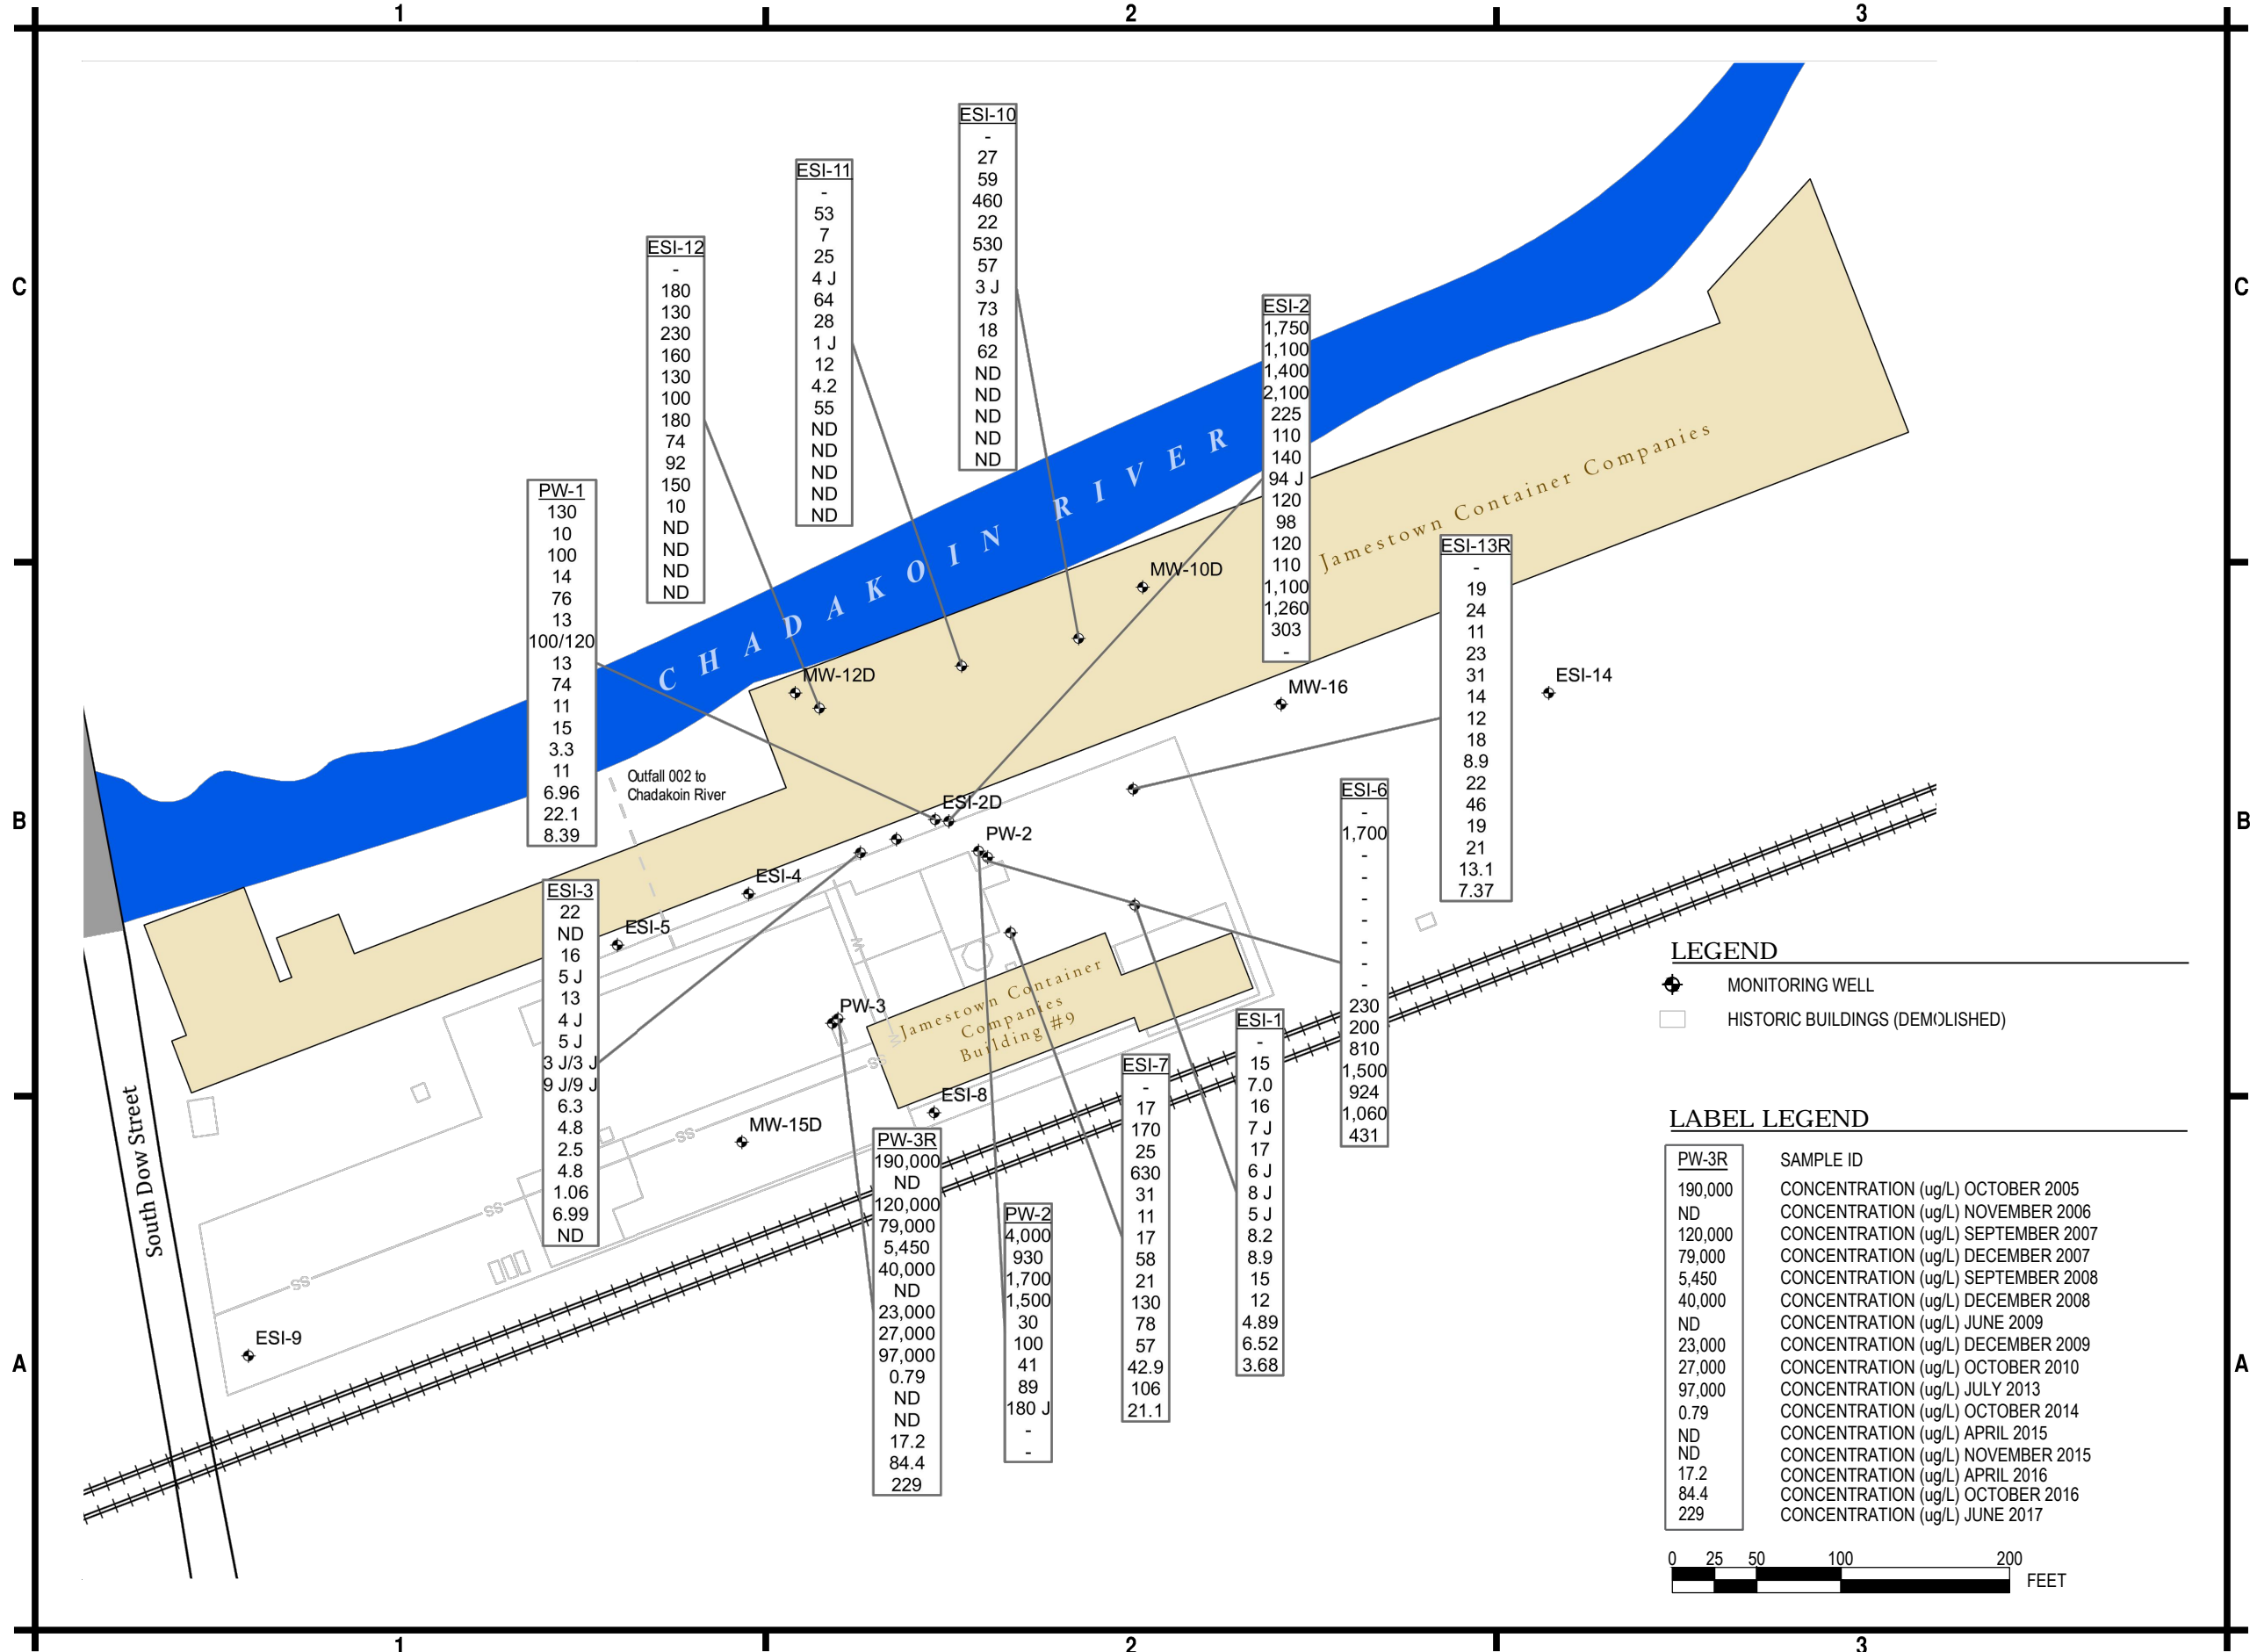 1
2
3
C
C
B
B
A
A
1
2
3
ESI-10
-
27
59
460
22
530
57
3 J
73
18
62
ND
ND
ND
ND
ND
ESI-11
-
53
7
25
4 J
64
28
1 J
12
4.2
55
ND
ND
ND
ND
ND
ESI-12
-
180
130
230
160
130
100
180
74
92
150
10
ND
ND
ND
ND
ESI-2
1,750
1,100
1,400
2,100
225
110
140
94 J
120
98
120
110
1,100
1,260
303
-
PW-1
130
10
100
14
76
13
100/120
13
74
11
15
3.3
11
6.96
22.1
8.39
ESI-13R
-
19
24
11
23
31
14
12
18
8.9
22
46
19
21
13.1
7.37
CHADAKOIN RIVER
Jamestown Container Companies
MW-10D
MW-12D
MW-16
ESI-14
Outfall 002 to
Chadakoin River
ESI-2D
PW-2
ESI-4
ESI-5
ESI-6
-
1,700
-
-
-
-
-
-
-
230
200
810
1,500
924
1,060
431
ESI-3
22
ND
16
5 J
13
4 J
5 J
3 J/3 J
9 J/9 J
6.3
4.8
2.5
4.8
1.06
6.99
ND
W
W
PW-3
Jamestown Container
Companies
Building #9
SS
SS
SS
SS
ESI-8
MW-15D
ESI-9
South Dow Street
ESI-1
-
15
7.0
16
7 J
17
6 J
8 J
5 J
8.2
8.9
15
12
4.89
6.52
3.68
ESI-7
-
17
170
25
630
31
11
17
58
21
130
78
57
42.9
106
21.1
PW-3R
190,000
ND
120,000
79,000
5,450
40,000
ND
23,000
27,000
97,000
0.79
ND
ND
17.2
84.4
229
PW-2
4,000
930
1,700
1,500
30
100
41
89
180 J
-
-
LEGEND
MONITORING WELL
HISTORIC BUILDINGS (DEMOLISHED)
LABEL LEGEND
PW-3R SAMPLE ID
190,000 CONCENTRATION (ug/L) OCTOBER 2005
ND CONCENTRATION (ug/L) NOVEMBER 2006
120,000 CONCENTRATION (ug/L) SEPTEMBER 2007
79,000 CONCENTRATION (ug/L) DECEMBER 2007
5,450 CONCENTRATION (ug/L) SEPTEMBER 2008
40,000 CONCENTRATION (ug/L) DECEMBER 2008
ND CONCENTRATION (ug/L) JUNE 2009
23,000 CONCENTRATION (ug/L) DECEMBER 2009
27,000 CONCENTRATION (ug/L) OCTOBER 2010
97,000 CONCENTRATION (ug/L) JULY 2013
0.79 CONCENTRATION (ug/L) OCTOBER 2014
ND CONCENTRATION (ug/L) APRIL 2015
ND CONCENTRATION (ug/L) NOVEMBER 2015
17.2 CONCENTRATION (ug/L) APRIL 2016
84.4 CONCENTRATION (ug/L) OCTOBER 2016
229 CONCENTRATION (ug/L) JUNE 2017
0 25 50 100 200
FEET